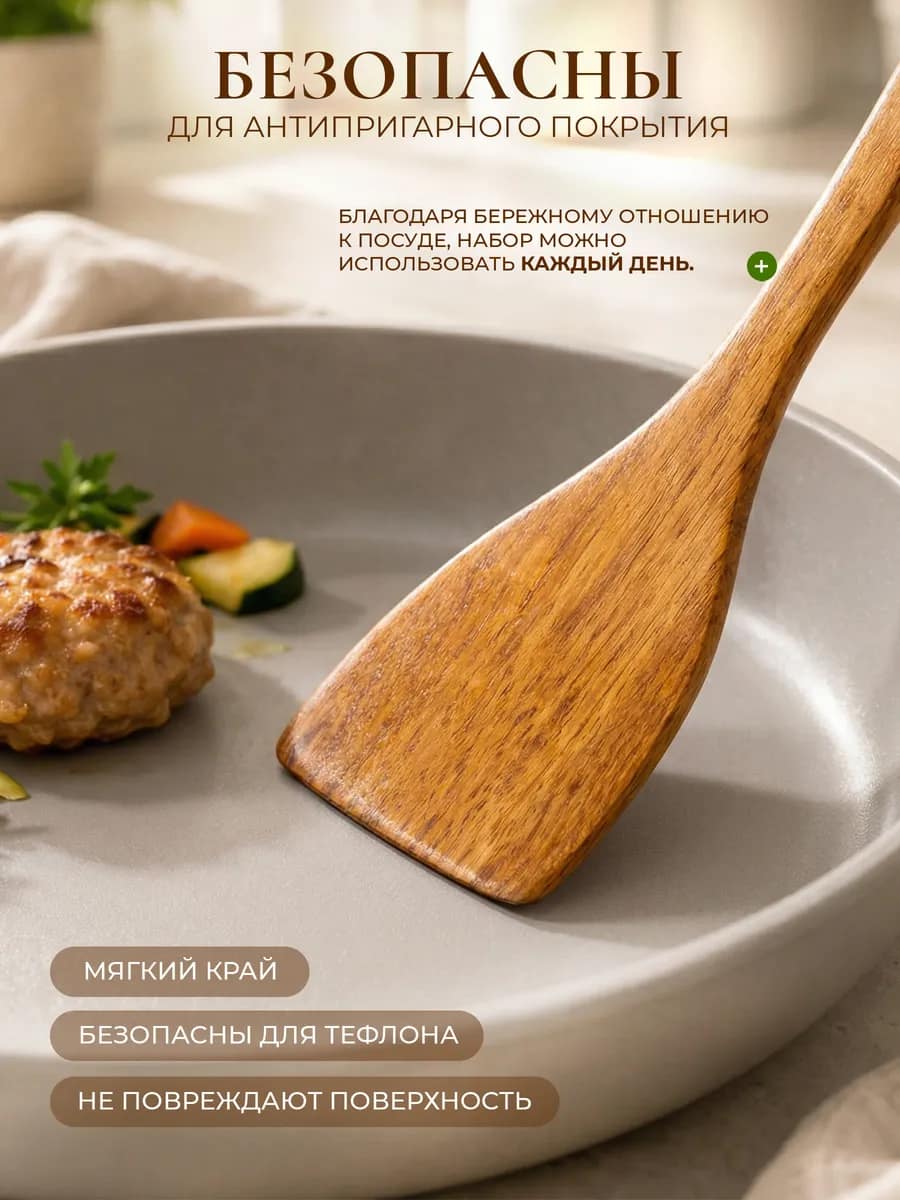 БЕЗОПАСНЫ
ДЛЯ АНТИПРИГАРНОГО ПОКРЫТИЯ
БЛАГОДАРЯ БЕРЕЖНОМУ ОТНОШЕНИЮ
К ПОСУДЕ, НАБОР МОЖНО
ИСПОЛЬЗОВАТЬ КАЖДЫЙ ДЕНЬ.
+
МЯГКИЙ КРАЙ
БЕЗОПАСНЫ ДЛЯ ТЕФЛОНА
НЕ ПОВРЕЖДАЮТ ПОВЕРХНОСТЬ